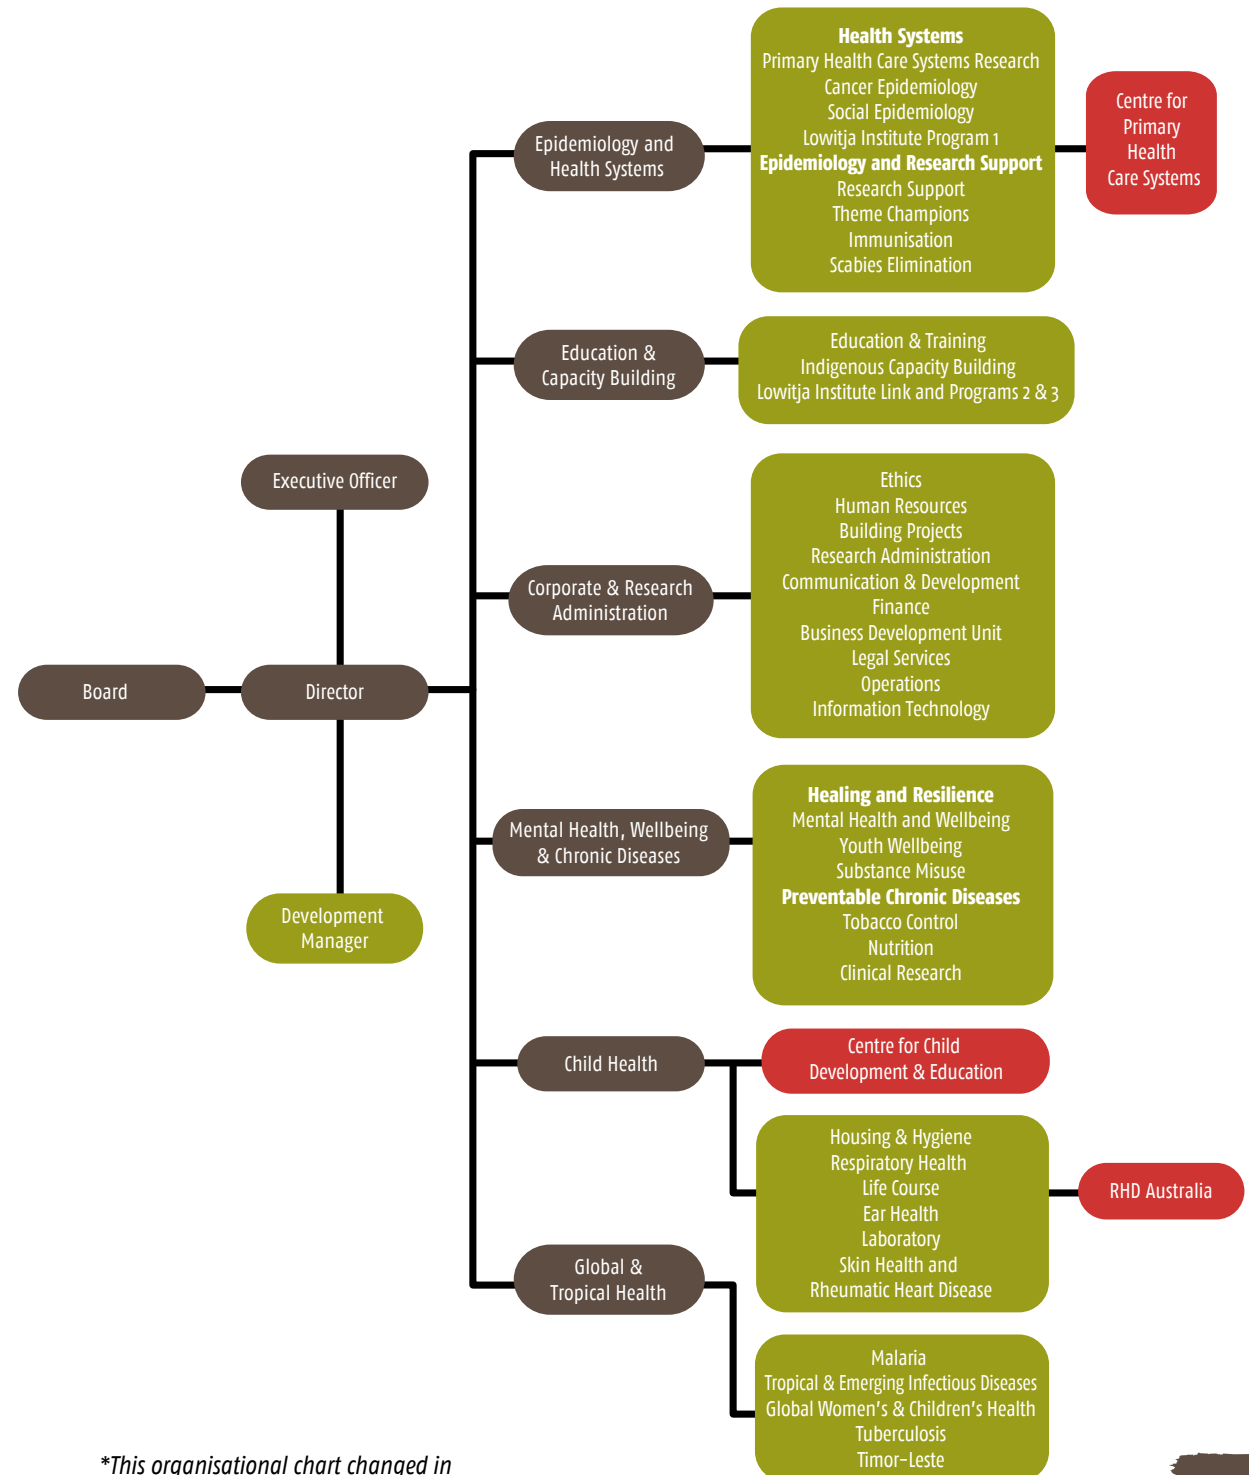 Health Systems
Primary Health Care Systems Research
Cancer Epidemiology
Social Epidemiology
Lowitja Institute Program 1
Epidemiology and Research Support
Research Support
Theme Champions
Immunisation
Scabies Elimination
Centre for
Primary
Health
Care Systems
Epidemiology and
Health Systems
Education &
Capacity Building
Education & Training
Indigenous Capacity Building
Lowitja Institute Link and Programs 2 & 3
Executive Officer
Corporate & Research
Administration
Ethics
Human Resources
Building Projects
Research Administration
Communication & Development
Finance
Business Development Unit
Legal Services
Operations
Information Technology
Board
Director
Mental Health, Wellbeing
& Chronic Diseases
Healing and Resilience
Mental Health and Wellbeing
Youth Wellbeing
Substance Misuse
Preventable Chronic Diseases
Tobacco Control
Nutrition
Clinical Research
Development
Manager
Child Health
Centre for Child
Development & Education
Housing & Hygiene
Respiratory Health
Life Course
Ear Health
Laboratory
Skin Health and
Rheumatic Heart Disease
RHD Australia
Global &
Tropical Health
Malaria
Tropical & Emerging Infectious Diseases
Global Women's & Children's Health
Tuberculosis
Timor-Leste
*This organisational chart changed in